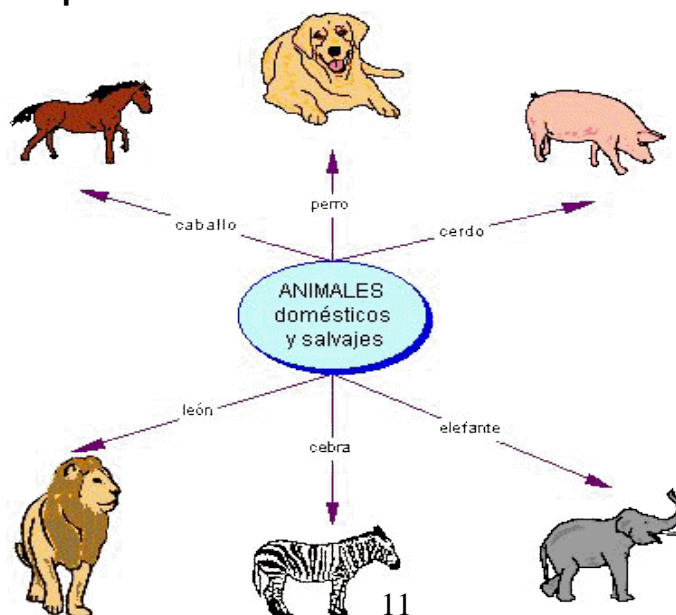 perro
caballo
cerdo
ANIMALES
domésticos
y salvajes
león
cebra
elefante
11